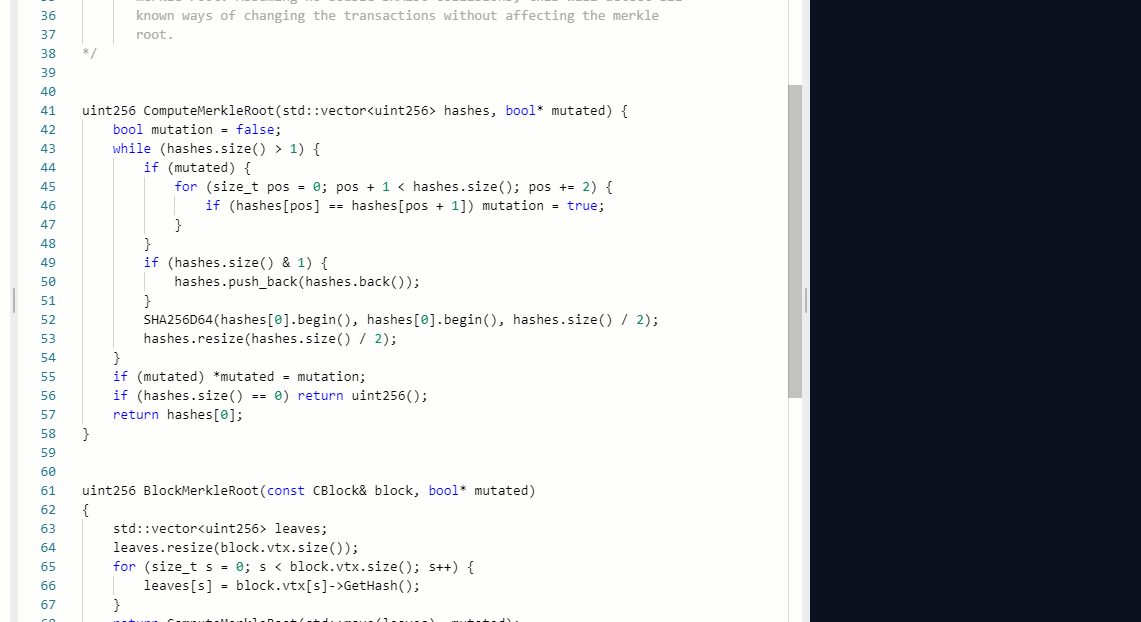 36 known ways of changing the transactions without affecting the merkle
37 root.
38 */
39
40
41 uint256 ComputeMerkleRoot(std::vector<uint256> hashes, bool* mutated) {
42 bool mutation = false;
43 while (hashes.size() > 1) {
44 if (mutated) {
45 for (size_t pos = 0; pos + 1 < hashes.size(); pos += 2) {
46 if (hashes[pos] == hashes[pos + 1]) mutation = true;
47 }
48 }
49 if (hashes.size() & 1) {
50 hashes.push_back(hashes.back());
51 }
52 SHA256D64(hashes[0].begin(), hashes[0].begin(), hashes.size() / 2);
53 hashes.resize(hashes.size() / 2);
54 }
55 if (mutated) *mutated = mutation;
56 if (hashes.size() == 0) return uint256();
57 return hashes[0];
58 }
59
60
61 uint256 BlockMerkleRoot(const CBlock& block, bool* mutated)
62 {
63 std::vector<uint256> leaves;
64 leaves.resize(block.vtx.size());
65 for (size_t s = 0; s < block.vtx.size(); s++) {
66 leaves[s] = block.vtx[s]->GetHash();
67 }